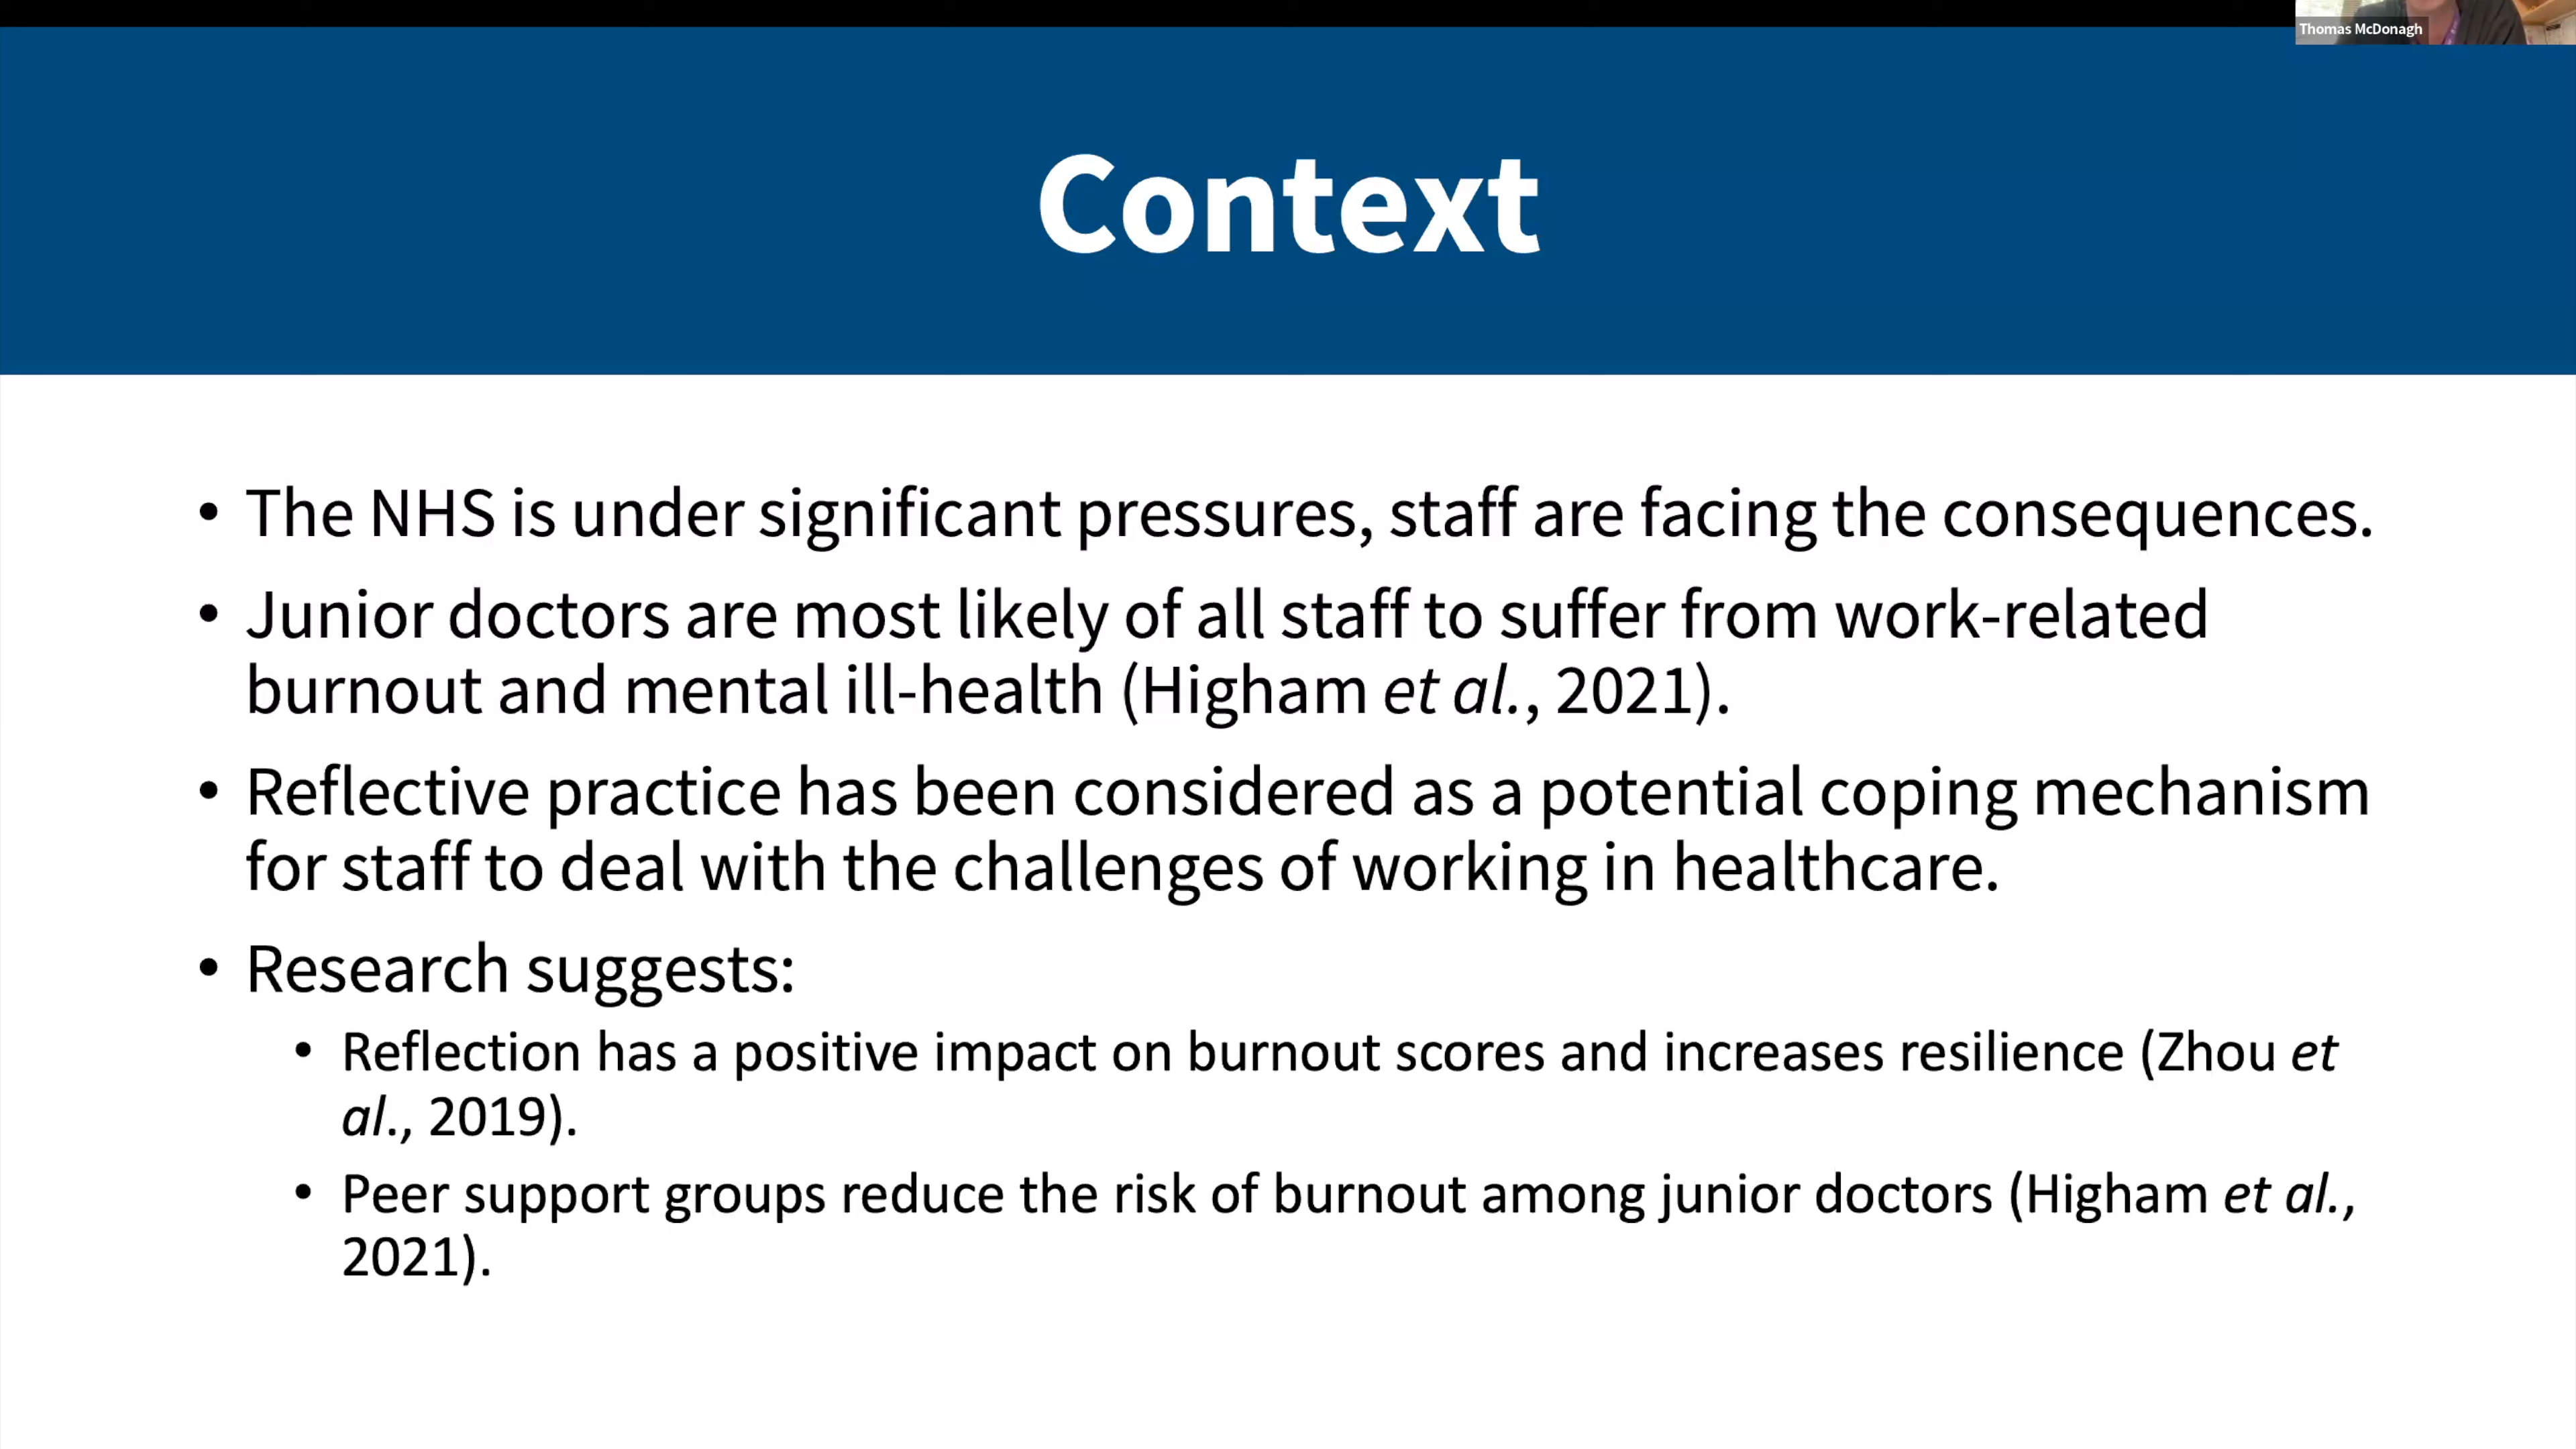 Thomas McDonagh
Context
• The NHS is under significant pressures, staff are facing the consequences.
• Junior doctors are most likely of all staff to suffer from work-related
burnout and mental ill-health (Higham et al., 2021).
• Reflective practice has been considered as a potential coping mechanism
for staff to deal with the challenges of working in healthcare.
• Research suggests:
• Reflection has a positive impact on burnout scores and increases resilience (Zhou et
al., 2019).
• Peer support groups reduce the risk of burnout among junior doctors (Higham et al.,
2021).